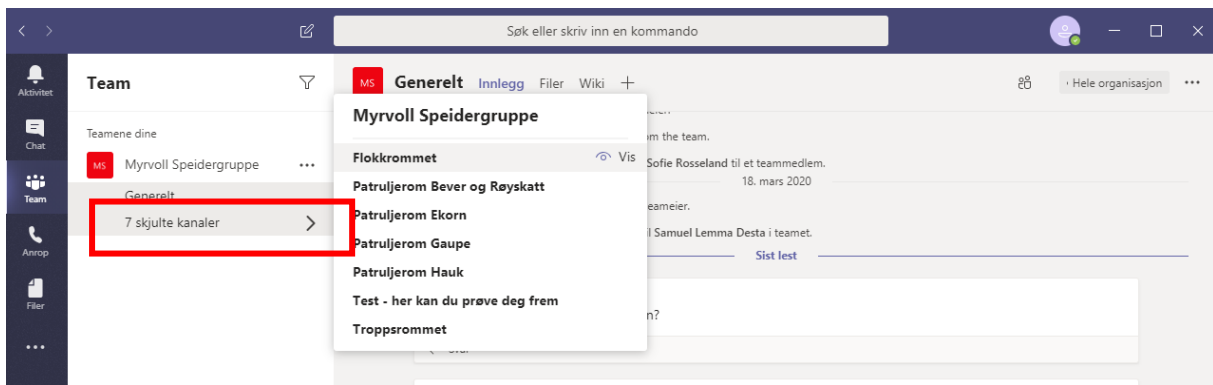 Søk eller skriv inn en kommando
Aktivitet
Chat
Team
Anrop
Filer
Team
Teamene dine
MS Myrvoll Speidergruppe
Generelt
7 skjulte kanaler
MS Generelt Innlegg Filer Wiki
Hele organisasjon
Myrvoll Speidergruppe
Flokkrommet Vis
Patruljerom Bever og Røyskatt
Patruljerom Ekorn
Patruljerom Gaupe
Patruljerom Hauk
Test - her kan du prøve deg frem
Troppsrommet
the team.
Sofie Rosseland til et teammedlem.
18. mars 2020
Samuel Lemma Desta i teamet.
Sist lest
n?